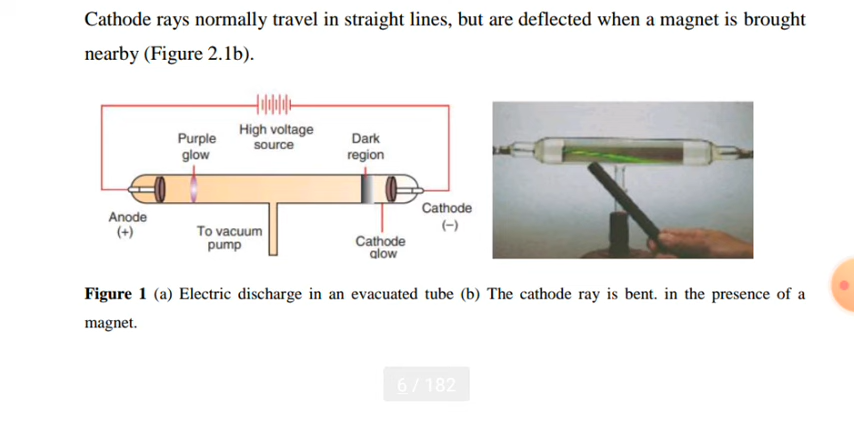 Cathode rays normally travel in straight lines, but are deflected when a magnet is brought
nearby (Figure 2.1b).
High voltage
source
Purple
glow
Dark
region
Anode
(+)
To vacuum
pump
Cathode
glow
Cathode
(−)
Figure 1 (a) Electric discharge in an evacuated tube (b) The cathode ray is bent. in the presence of a
magnet.
6 / 182